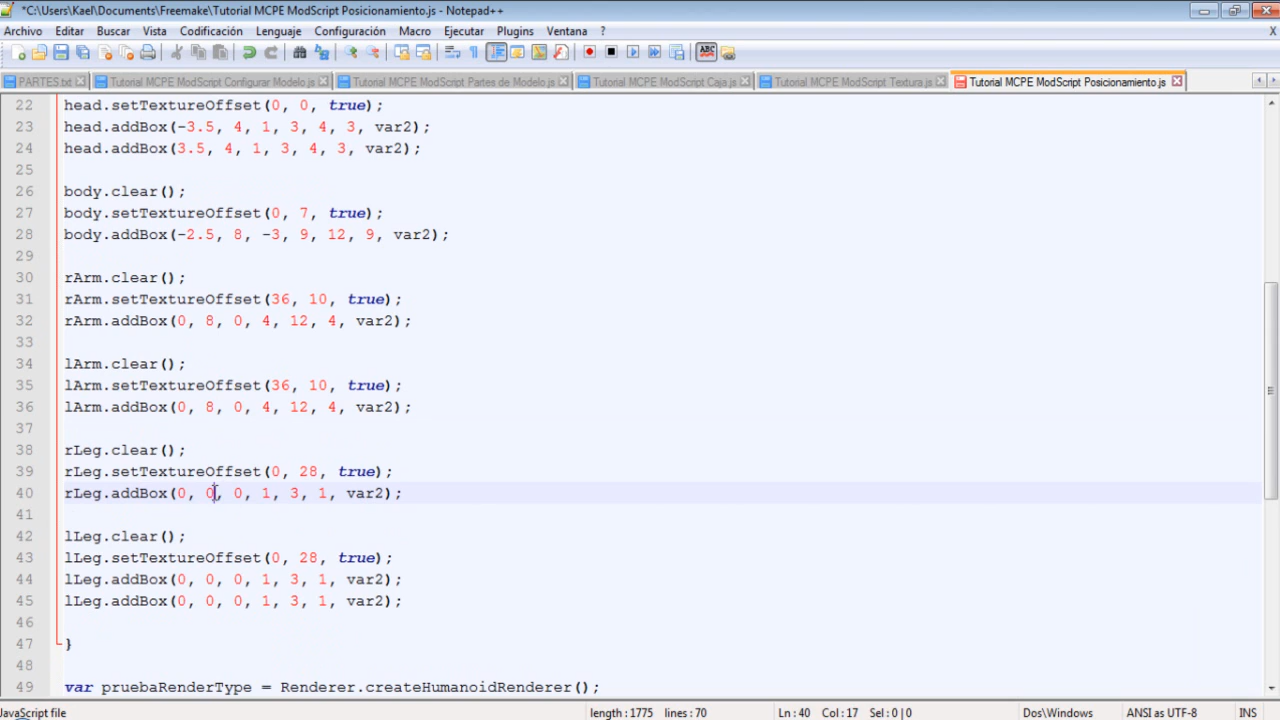 *C:\Users\Kael\Documents\Freemake\Tutorial MCPE ModScript Posicionamiento.js - Notepad++
Archivo Editar Buscar Vista Codificación Lenguaje Configuración Macro Ejecutar Plugins Ventana ? X
PARTES.txt Tutorial MCPE ModScript Configurar Modelo.js Tutorial MCPE ModScript Partes de Modelo.js Tutorial MCPE ModScript Caja.js Tutorial MCPE ModScript Textura.js Tutorial MCPE ModScript Posicionamiento.js
22 head.setTextureOffset(0, 0, true);
23 head.addBox(-3.5, 4, 1, 3, 4, 3, var2);
24 head.addBox(3.5, 4, 1, 3, 4, 3, var2);
25
26 body.clear();
27 body.setTextureOffset(0, 7, true);
28 body.addBox(-2.5, 8, -3, 9, 12, 9, var2);
29
30 rArm.clear();
31 rArm.setTextureOffset(36, 10, true);
32 rArm.addBox(0, 8, 0, 4, 12, 4, var2);
33
34 lArm.clear();
35 lArm.setTextureOffset(36, 10, true);
36 lArm.addBox(0, 8, 0, 4, 12, 4, var2);
37
38 rLeg.clear();
39 rLeg.setTextureOffset(0, 28, true);
40 rLeg.addBox(0, 0, 0, 1, 3, 1, var2);
41
42 lLeg.clear();
43 lLeg.setTextureOffset(0, 28, true);
44 lLeg.addBox(0, 0, 0, 1, 3, 1, var2);
45 lLeg.addBox(0, 0, 0, 1, 3, 1, var2);
46
47 }
48
49 var pruebaRenderType = Renderer.createHumanoidRenderer();
JavaScript file length : 1775 lines : 70 Ln : 40 Col : 17 Sel : 0 | 0 Dos\Windows ANSI as UTF-8 INS